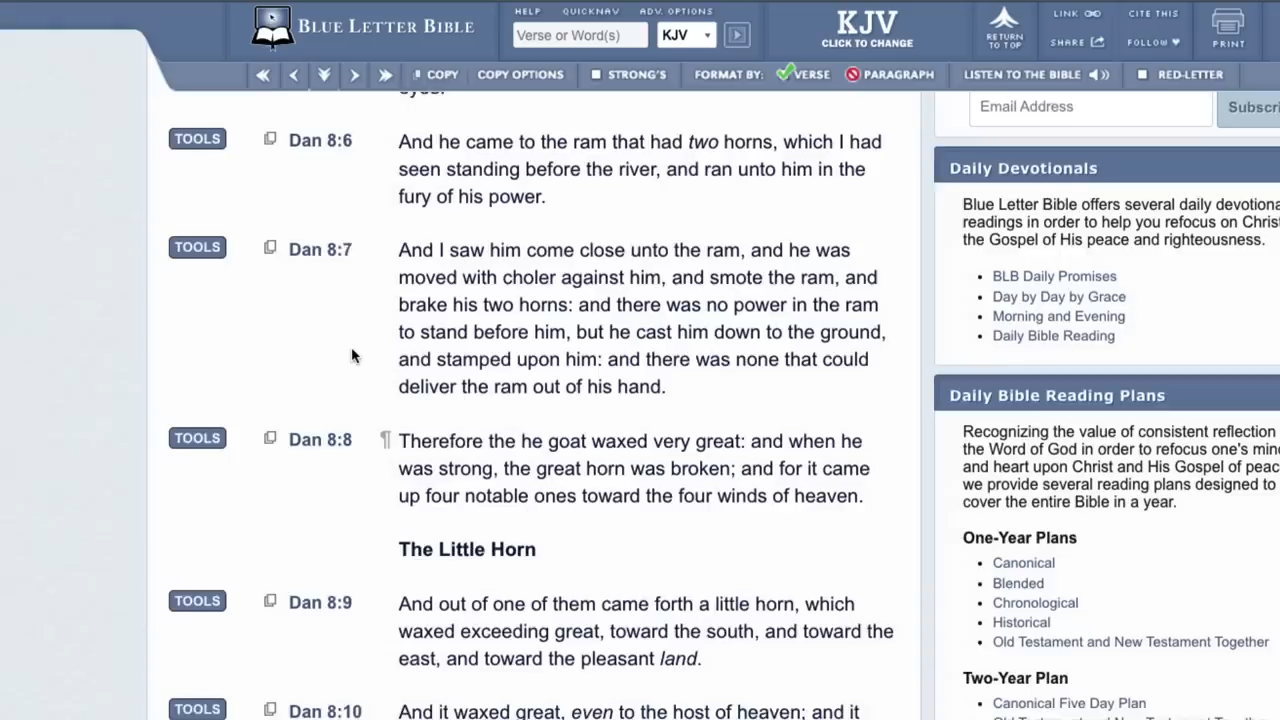 HELP QUICKNAV ADV. OPTIONS
BLUE LETTER BIBLE
Verse or Word(s)
KJV
KJV
CLICK TO CHANGE
RETURN
TO TOP
LINK
CITE THIS
SHARE
FOLLOW
PRINT
COPY
COPY OPTIONS
STRONG'S
FORMAT BY:
VERSE
PARAGRAPH
LISTEN TO THE BIBLE
RED-LETTER
TOOLS
Dan 8:6
And he came to the ram that had two horns, which I had
seen standing before the river, and ran unto him in the
fury of his power.
TOOLS
Dan 8:7
And I saw him come close unto the ram, and he was
moved with choler against him, and smote the ram, and
brake his two horns: and there was no power in the ram
to stand before him, but he cast him down to the ground,
and stamped upon him: and there was none that could
deliver the ram out of his hand.
TOOLS
Dan 8:8
¶ Therefore the he goat waxed very great: and when he
was strong, the great horn was broken; and for it came
up four notable ones toward the four winds of heaven.
The Little Horn
TOOLS
Dan 8:9
And out of one of them came forth a little horn, which
waxed exceeding great, toward the south, and toward the
east, and toward the pleasant land.
TOOLS
Dan 8:10
And it waxed great, even to the host of heaven; and it
Email Address
Subscri
Daily Devotionals
Blue Letter Bible offers several daily devotiona
readings in order to help you refocus on Chris
the Gospel of His peace and righteousness.
• BLB Daily Promises
• Day by Day by Grace
• Morning and Evening
• Daily Bible Reading
Daily Bible Reading Plans
Recognizing the value of consistent reflection
the Word of God in order to refocus one's mind
and heart upon Christ and His Gospel of peac
we provide several reading plans designed to
cover the entire Bible in a year.
One-Year Plans
• Canonical
• Blended
• Chronological
• Historical
• Old Testament and New Testament Together
Two-Year Plan
• Canonical Five Day Plan